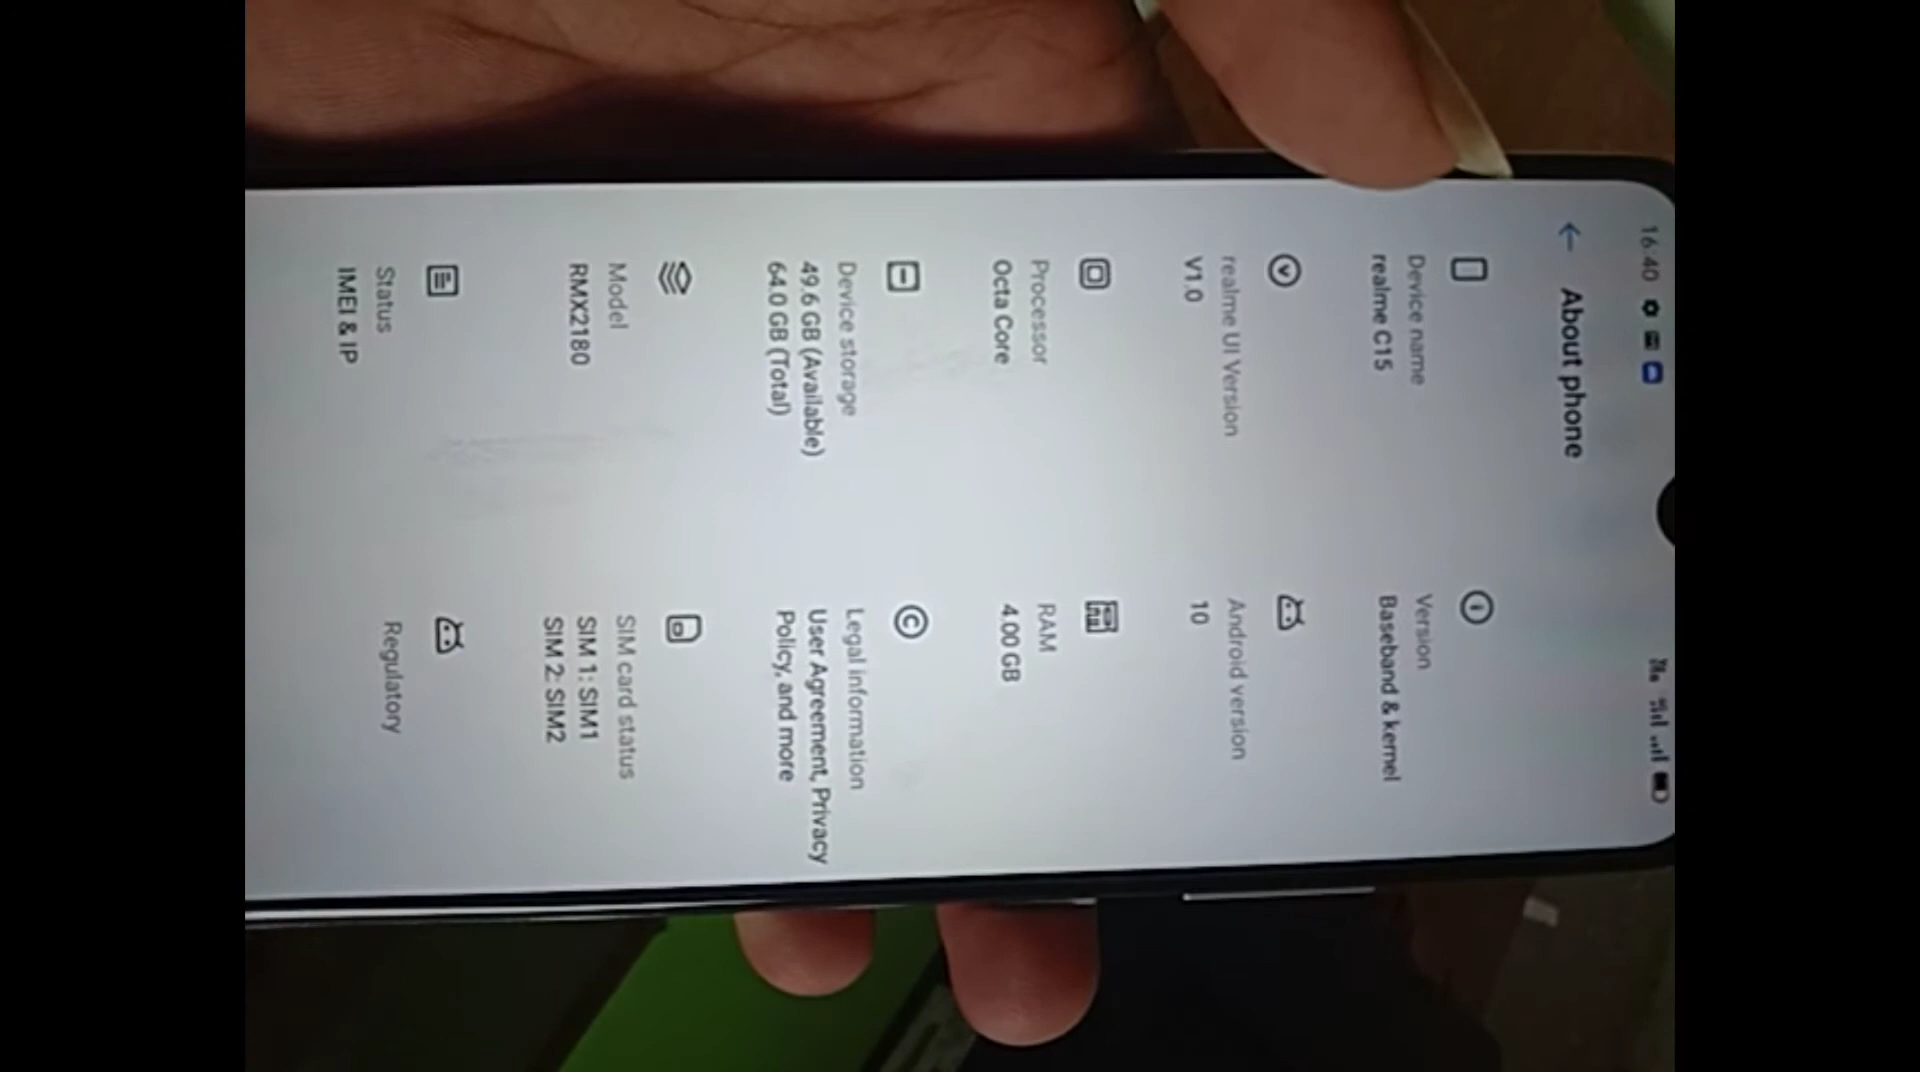 16:40
About phone
Device name
realme C15
Version
Baseband & kernel
realme UI Version
V1.0
Android version
10
Processor
Octa Core
RAM
4.00 GB
Device storage
49.6 GB (Available)
64.0 GB (Total)
Legal information
User Agreement, Privacy
Policy, and more
Model
RMX2180
SIM card status
SIM 1: SIM1
SIM 2: SIM2
Status
IMEI & IP
Regulatory